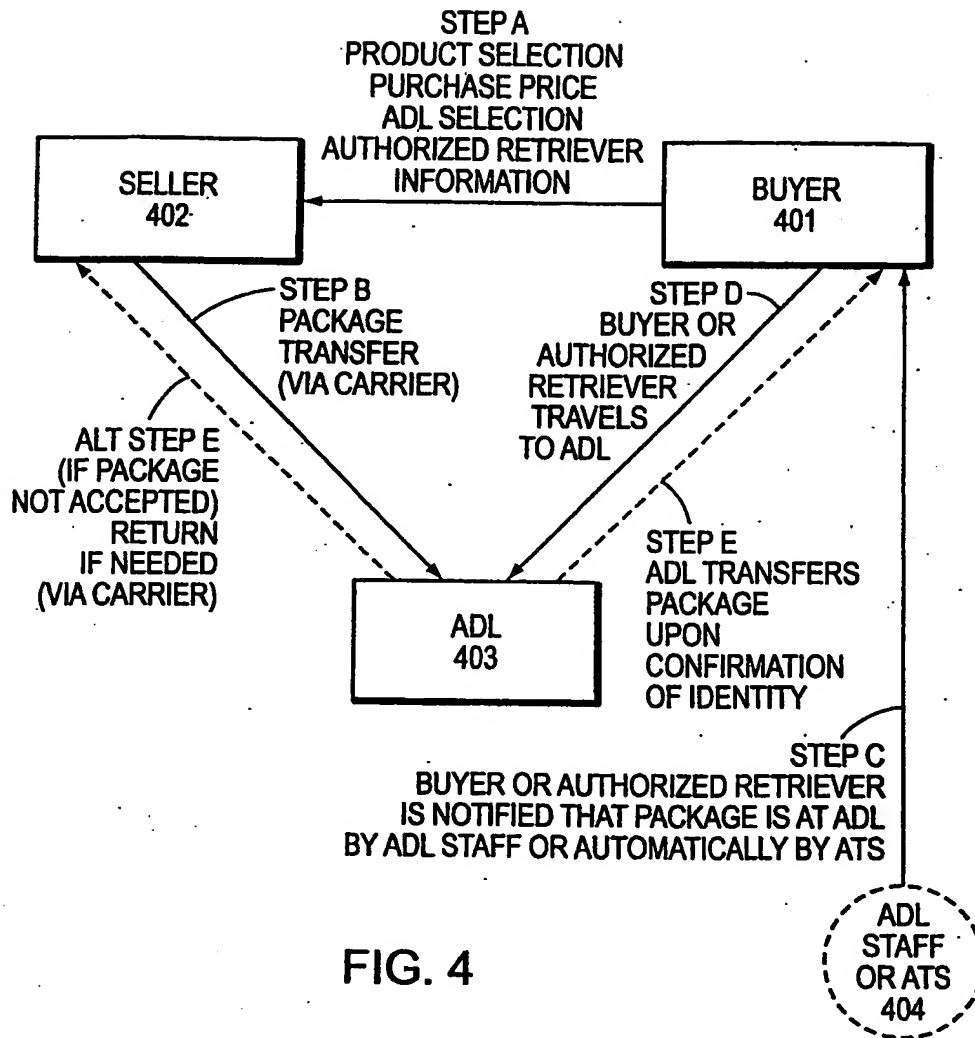 STEP A
PRODUCT SELECTION
PURCHASE PRICE
ADL SELECTION
AUTHORIZED RETRIEVER
INFORMATION
SELLER
402
BUYER
401
STEP B
PACKAGE
TRANSFER
(VIA CARRIER)
STEP D
BUYER OR
AUTHORIZED
RETRIEVER
TRAVELS
TO ADL
ALT STEP E
(IF PACKAGE
NOT ACCEPTED)
RETURN
IF NEEDED
(VIA CARRIER)
ADL
403
STEP E
ADL TRANSFERS
PACKAGE
UPON
CONFIRMATION
OF IDENTITY
STEP C
BUYER OR AUTHORIZED RETRIEVER
IS NOTIFIED THAT PACKAGE IS AT ADL
BY ADL STAFF OR AUTOMATICALLY BY ATS
ADL
STAFF
OR ATS
404
FIG. 4